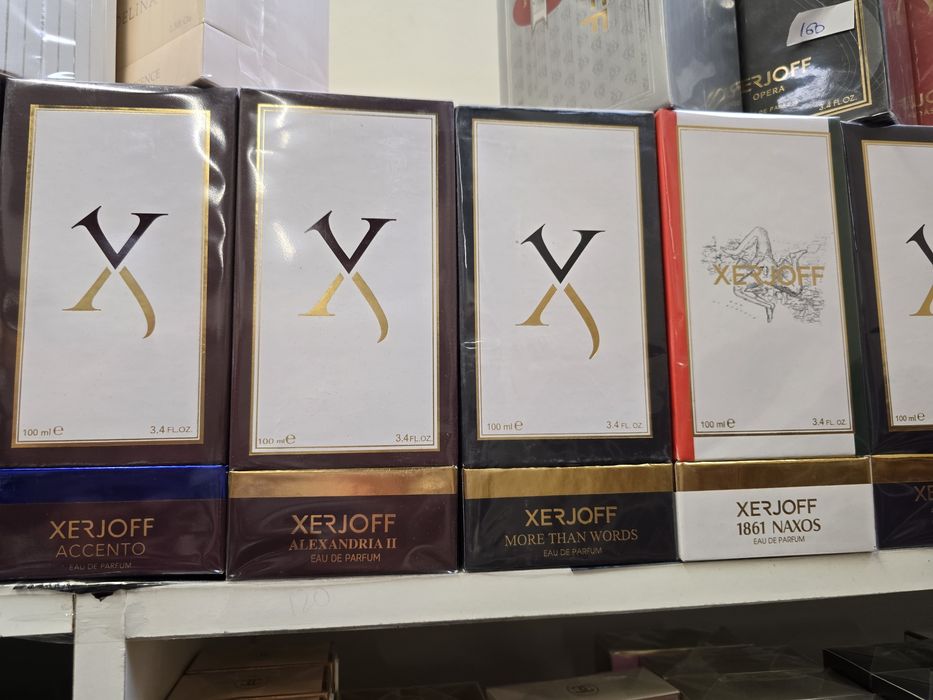 160
XERJOFF
OPERA
3.4 FL.OZ.
100 ml e
3.4 FL.OZ.
XERJOFF
ACCENTO
EAU DE PARFUM
100 ml e
3.4 FL.OZ.
XERJOFF
ALEXANDRIA II
EAU DE PARFUM
100 ml e
3.4 FL.OZ.
XERJOFF
MORE THAN WORDS
EAU DE PARFUM
XERJOFF
100 ml e
3.4 FL.OZ.
XERJOFF
1861 NAXOS
EAU DE PARFUM
100 ml e
120